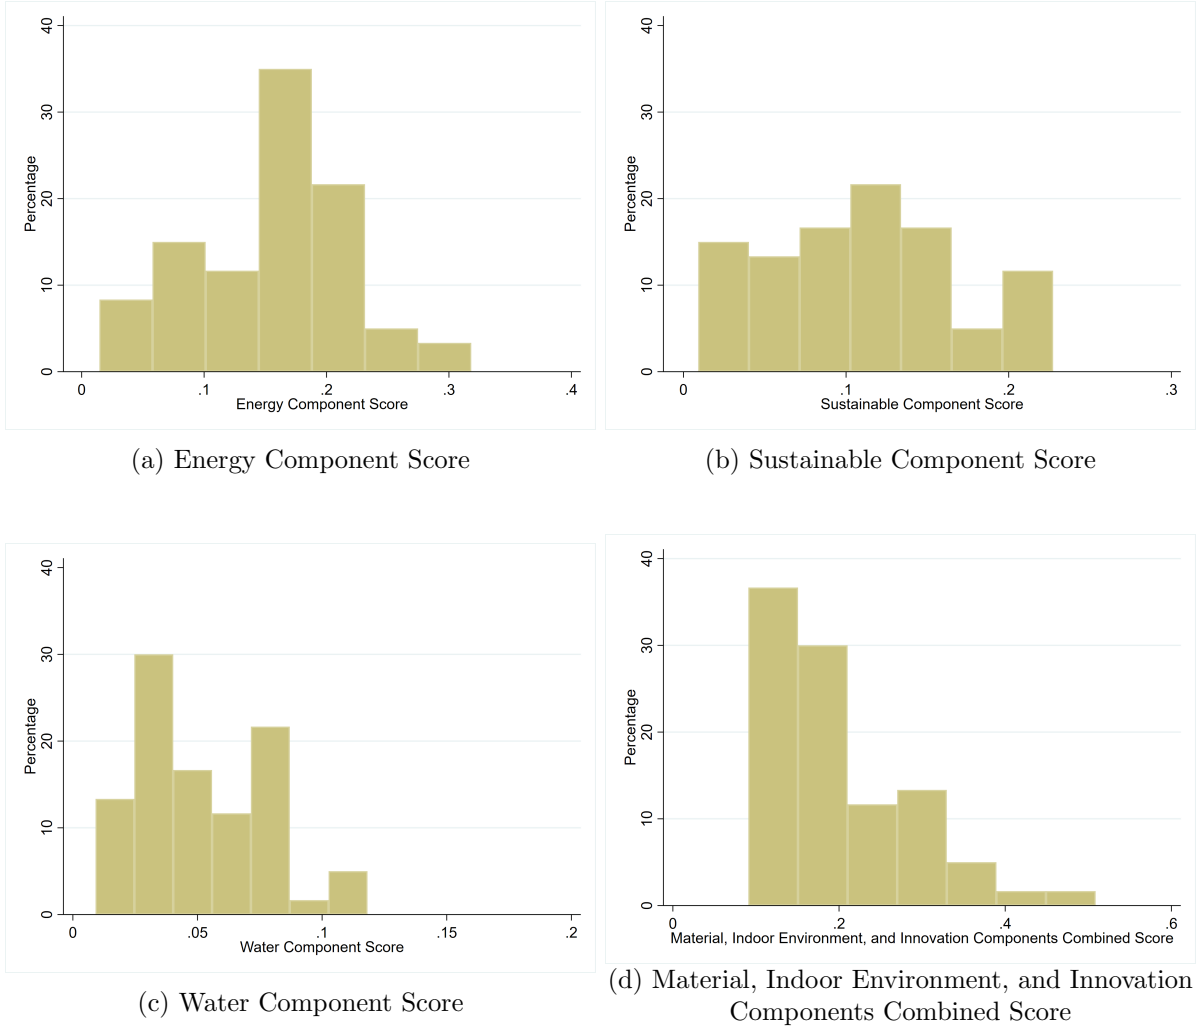 40
30
20
10
0
Percentage
0 .1 .2 .3 .4
Energy Component Score
(a) Energy Component Score
40
30
20
10
0
Percentage
0 .1 .2 .3
Sustainable Component Score
(b) Sustainable Component Score
40
30
20
10
0
Percentage
0 .05 .1 .15 .2
Water Component Score
(c) Water Component Score
40
30
20
10
0
Percentage
0 .2 .4 .6
Material, Indoor Environment, and Innovation Components Combined Score
(d) Material, Indoor Environment, and Innovation
Components Combined Score